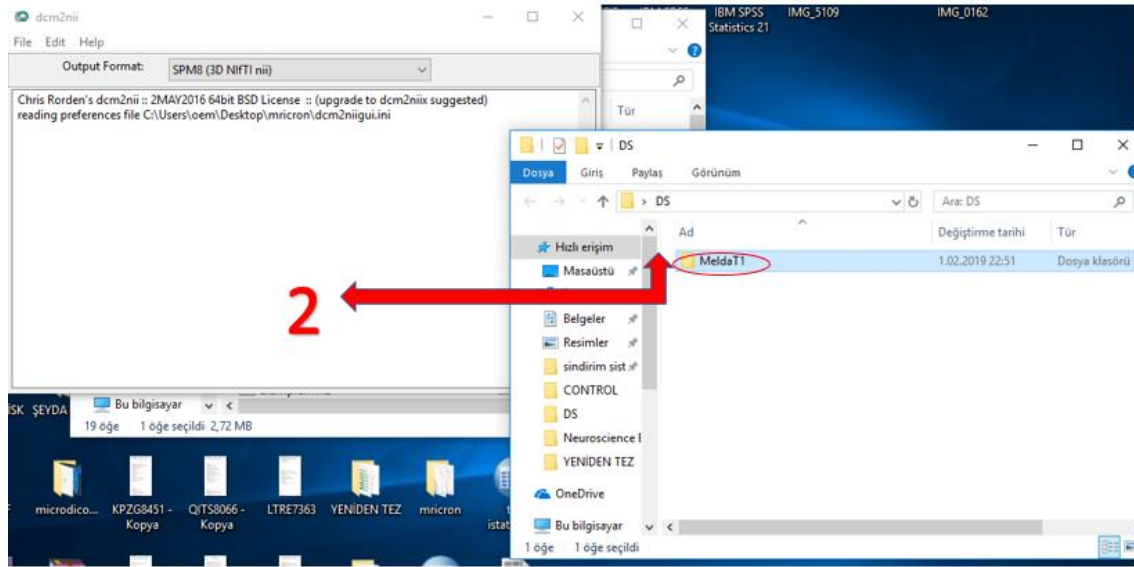 dcm2nii
File Edit Help
Output Format: SPM8 (3D NIfTI nii)
Chris Rorden's dcm2nii :: 2MAY2016 64bit BSD License :: (upgrade to dcm2niix suggested)
reading preferences file C:\Users\oem\Desktop\mricron\dcm2niigui.ini
2
IBM SPSS
Statistics 21
IMG_5109
IMG_0162
Tür
DS
Dosya Giriş Paylaş Görünüm
DS
Ara: DS
Ad Değiştirme tarihi Tür
Hızlı erişim
Masaüstü
Belgeler
Resimler
sindirim sist
CONTROL
DS
Neuroscience
YENİDEN TEZ
OneDrive
Bu bilgisayar
MeldaT1 1.02.2019 22:51 Dosya klasörü
1 öğe 1 öğe seçildi
ŞEYDA
Bu bilgisayar
19 öğe 1 öğe seçildi 2,72 MB
microdico...
KPZG8451 -
Kopya
QITS8066 -
Kopya
LTRE7363
YENİDEN TEZ
mricron